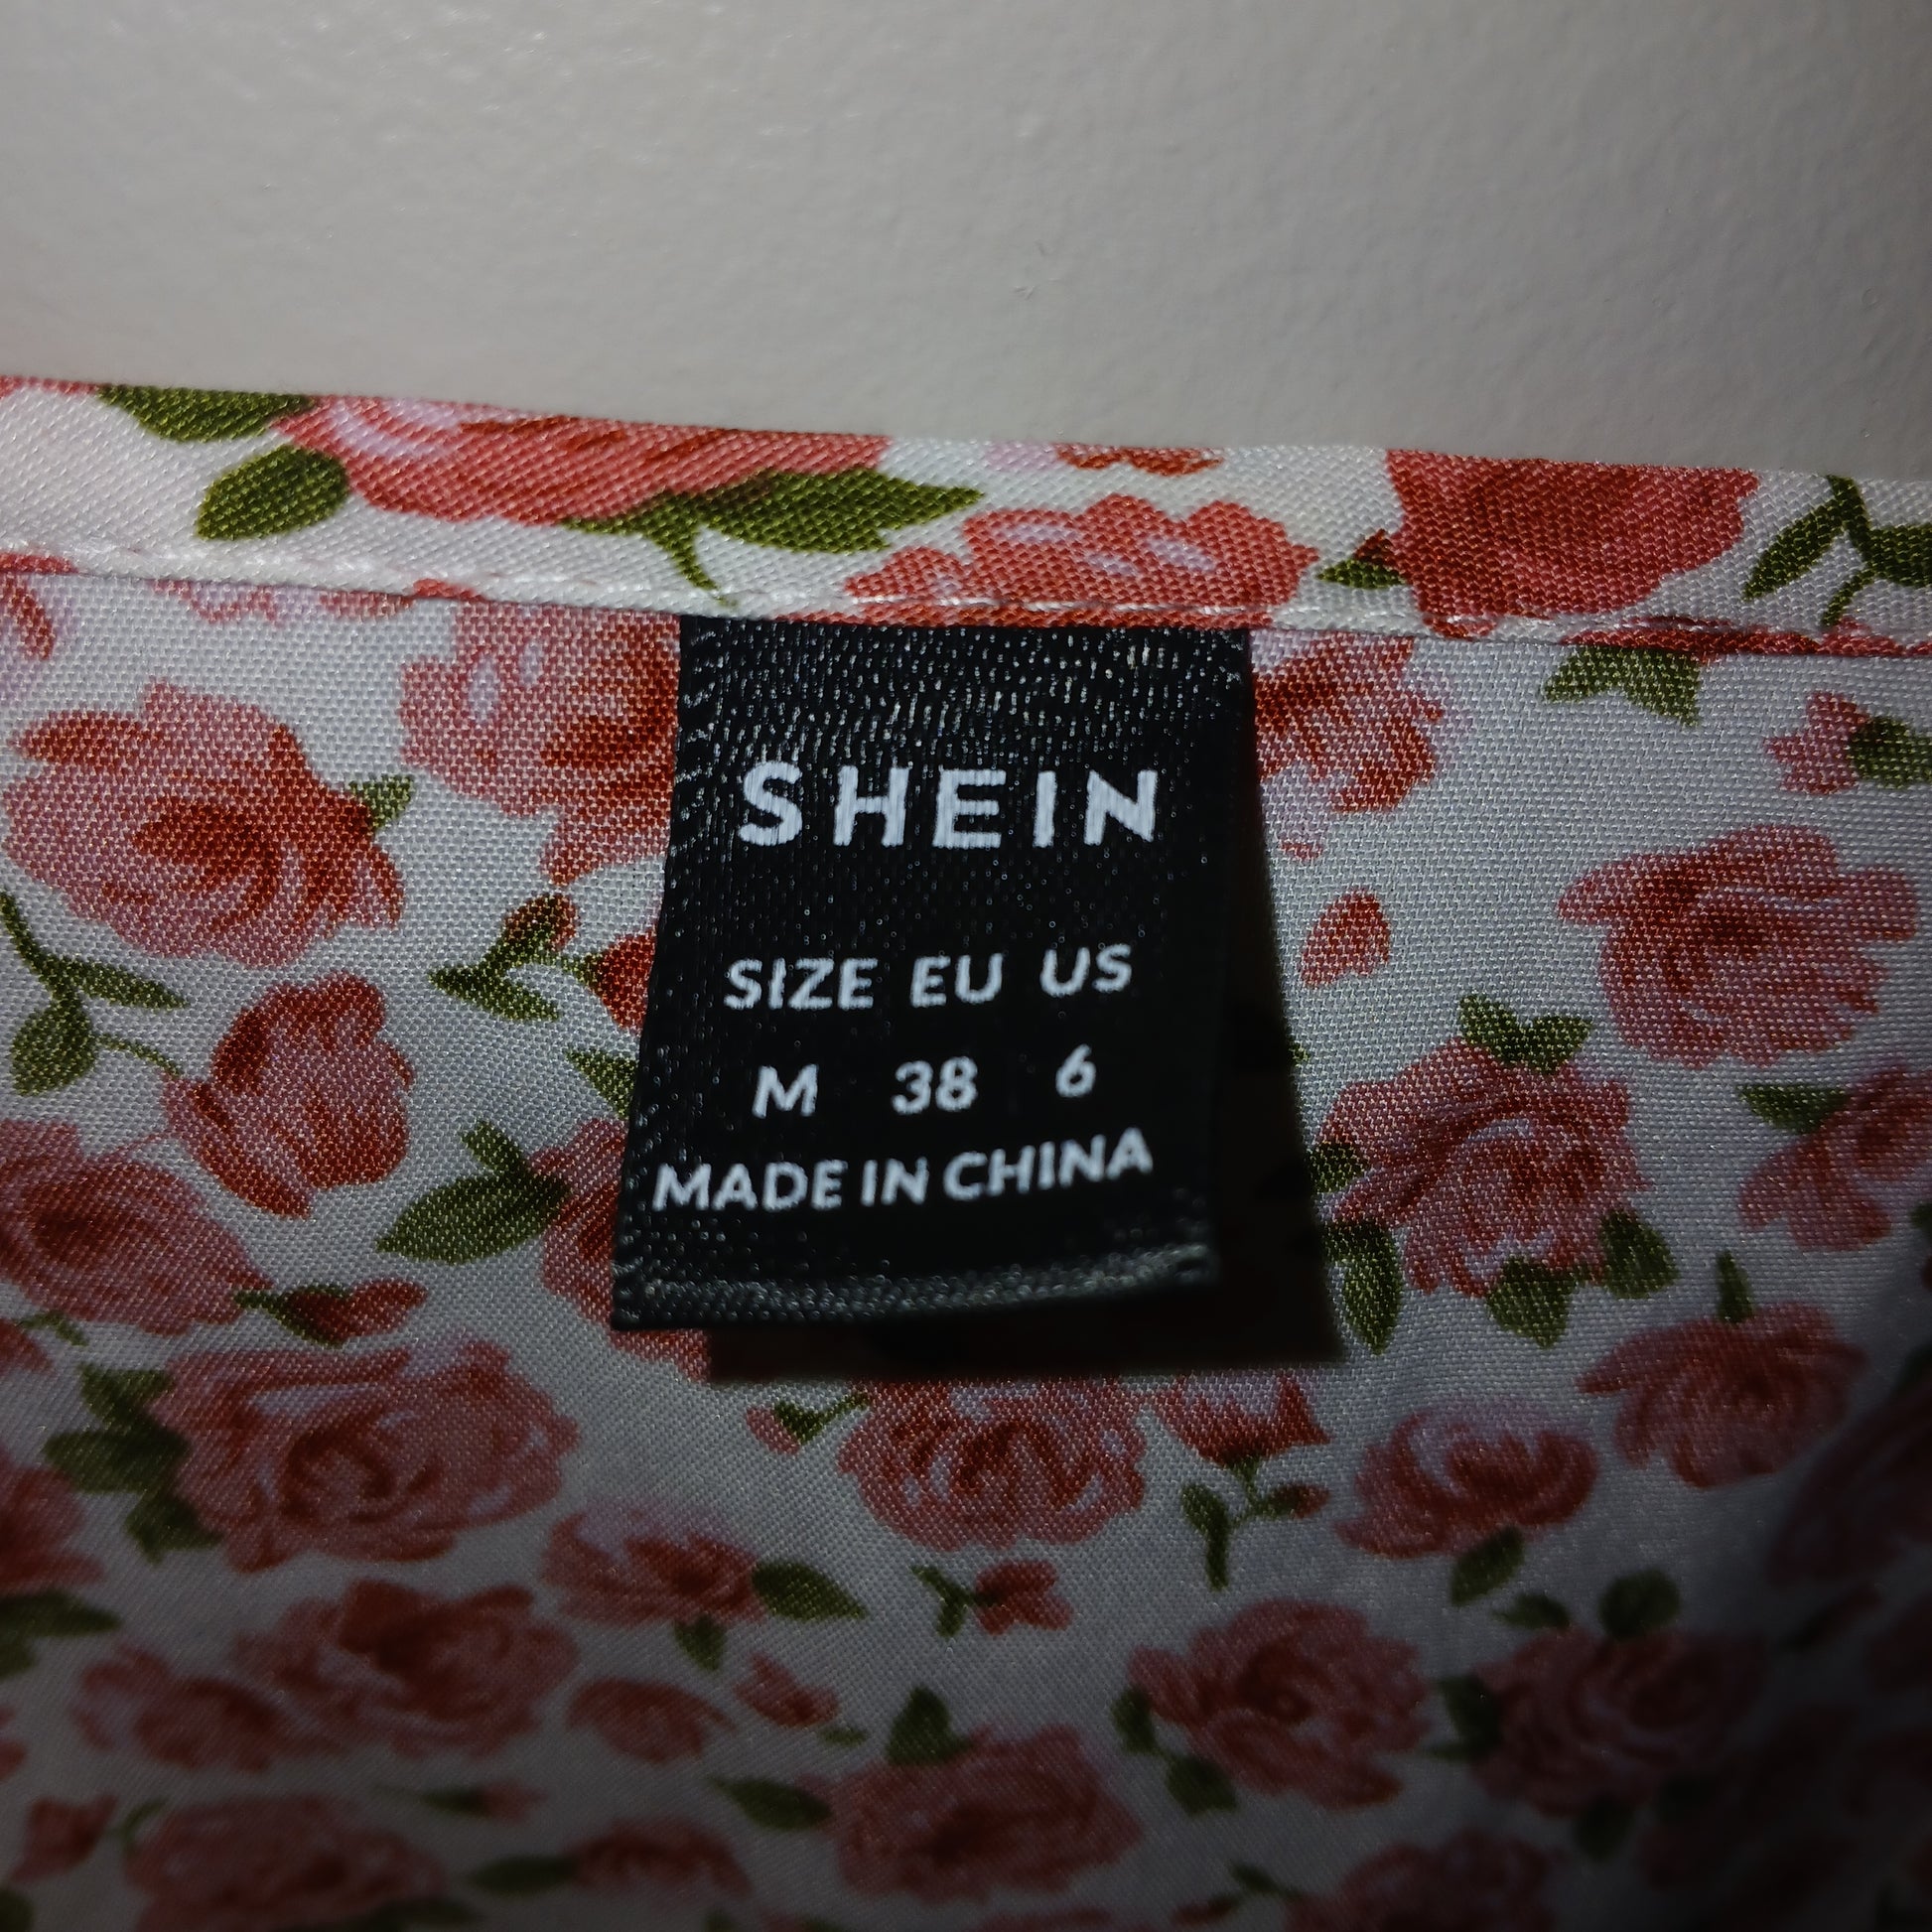 SHEIN
SIZE EU US
M 38 6
MADE IN CHINA